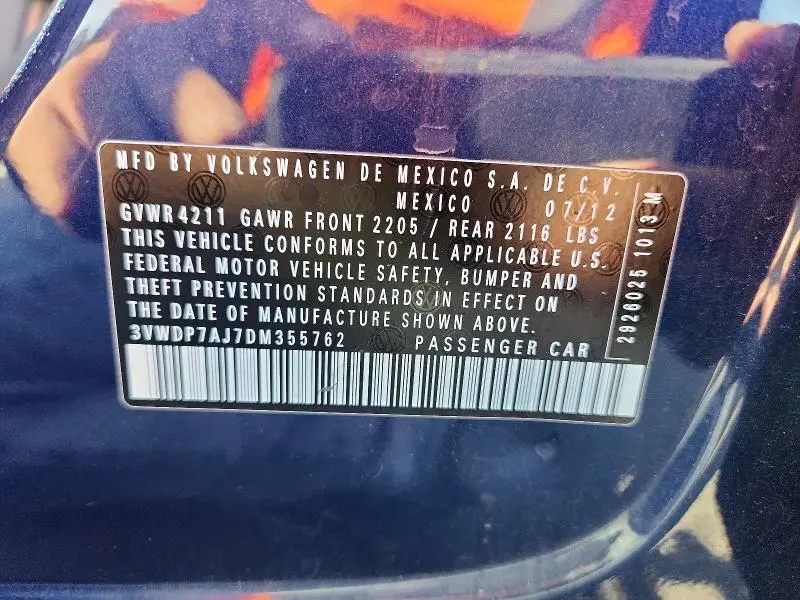 MFD BY VOLKSWAGEN DE MEXICO S.A. DE C.V.
MEXICO 07/12
GVWR 4211 GAWR FRONT 2205 / REAR 2116 LBS
THIS VEHICLE CONFORMS TO ALL APPLICABLE U.S.
FEDERAL MOTOR VEHICLE SAFETY, BUMPER AND
THEFT PREVENTION STANDARDS IN EFFECT ON
THE DATE OF MANUFACTURE SHOWN ABOVE.
3VWDP7AJ7DM355762 PASSENGER CAR
2926025 1013 M